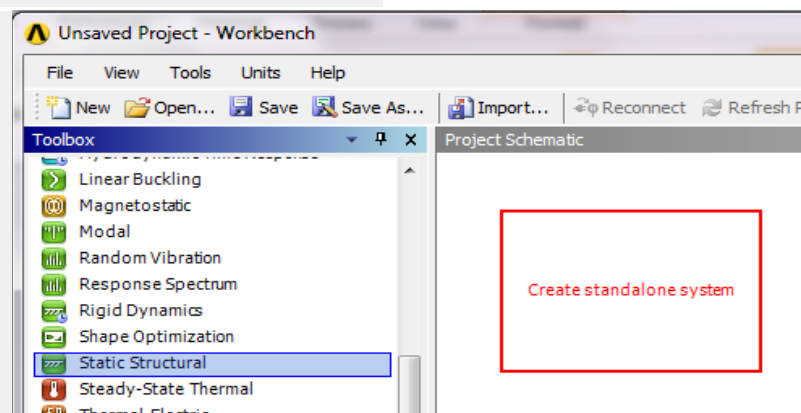 Unsaved Project - Workbench
File View Tools Units Help
New Open... Save Save As... Import... Reconnect Refresh
Toolbox
Project Schematic
Linear Buckling
Magnetostatic
Modal
Random Vibration
Response Spectrum
Rigid Dynamics
Shape Optimization
Static Structural
Steady-State Thermal
Create standalone system